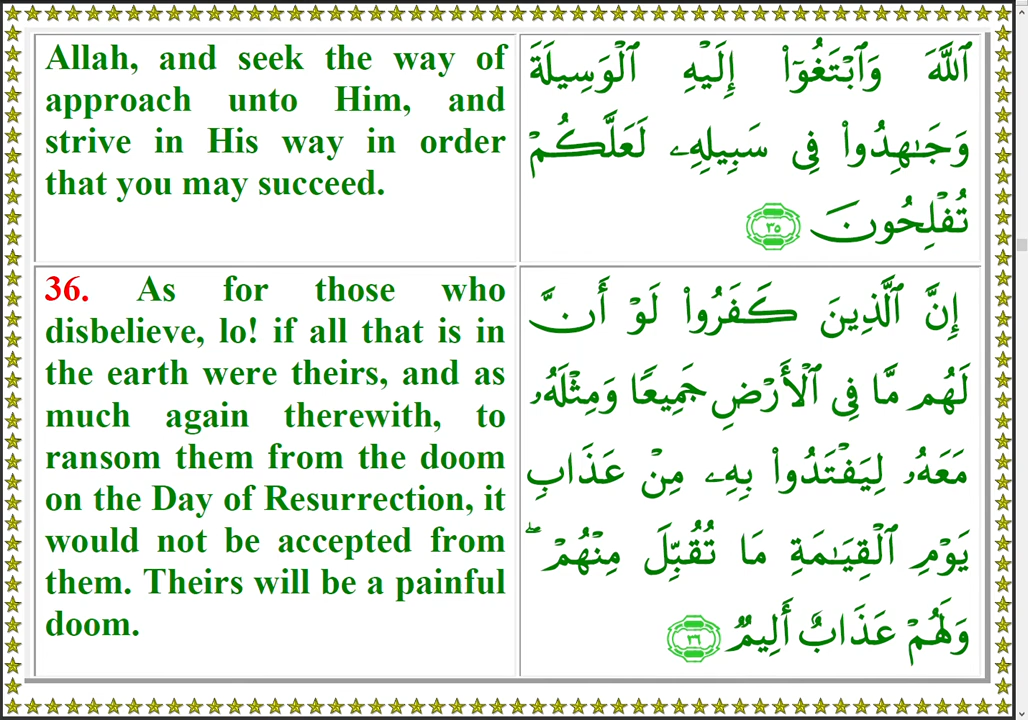 Allah, and seek the way of
approach unto Him, and
strive in His way in order
that you may succeed.
ٱللَّهَ وَٱبۡتَغُوٓاْ إِلَيۡهِ ٱلۡوَسِيلَةَ
وَجَٰهِدُواْ فِي سَبِيلِهِۦ لَعَلَّكُمۡ
تُفۡلِحُونَ ٣٥
36. As for those who
disbelieve, lo! if all that is in
the earth were theirs, and as
much again therewith, to
ransom them from the doom
on the Day of Resurrection, it
would not be accepted from
them. Theirs will be a painful
doom.
إِنَّ ٱلَّذِينَ كَفَرُواْ لَوۡ أَنَّ
لَهُم مَّا فِي ٱلۡأَرۡضِ جَمِيعٗا وَمِثۡلَهُۥ
مَعَهُۥ لِيَفۡتَدُواْ بِهِۦ مِنۡ عَذَابِ
يَوۡمِ ٱلۡقِيَٰمَةِ مَا تُقُبِّلَ مِنۡهُمۡۖ
وَلَهُمۡ عَذَابٌ أَلِيمٞ ٣٦